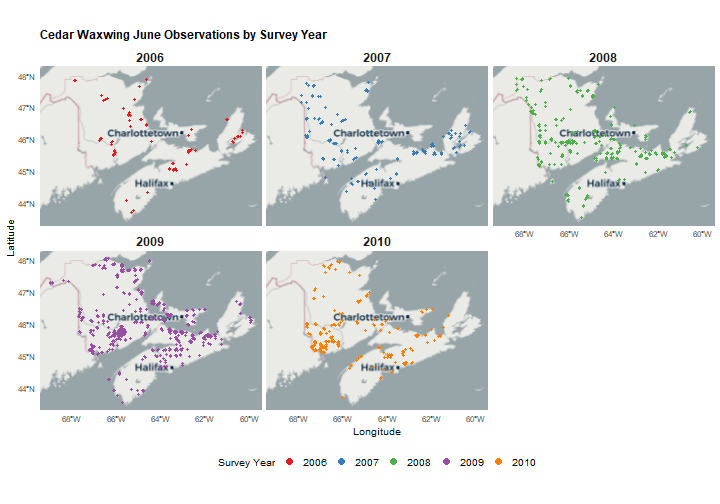 Cedar Waxwing June Observations by Survey Year
2006
2007
2008
48°N
47°N
46°N
45°N
44°N
Charlottetown
Halifax
Charlottetown
Halifax
Charlottetown
Halifax
68°W 66°W 64°W 62°W 60°W
Latitude
2009
2010
48°N
47°N
46°N
45°N
44°N
Charlottetown
Halifax
Charlottetown
Halifax
68°W 66°W 64°W 62°W 60°W
68°W 66°W 64°W 62°W 60°W
Longitude
Survey Year 2006 2007 2008 2009 2010